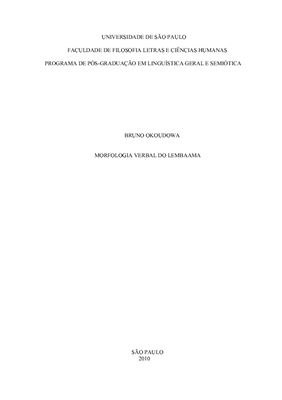 UNIVERSIDADE DE SÃO PAULO
FACULDADE DE FILOSOFIA LETRAS E CIÊNCIAS HUMANAS
PROGRAMA DE PÓS-GRADUAÇÃO EM LINGUÍSTICA GERAL E SEMIÓTICA
BRUNO OKOUDOWA
MORFOLOGIA VERBAL DO LEMBAAMA
SÃO PAULO
2010